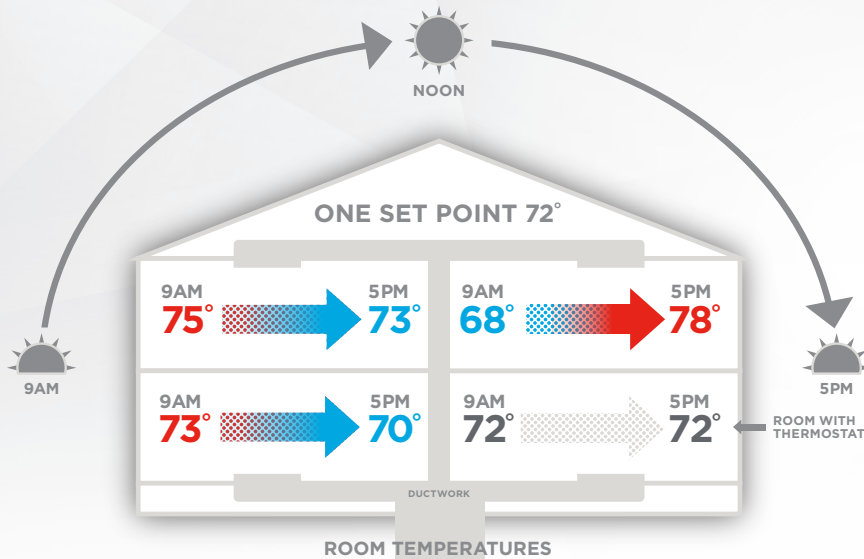 NOON
ONE SET POINT 72°
9AM 5PM 9AM 5PM
75° 73° 68° 78°
9AM 5PM
9AM 5PM 9AM 5PM
73° 70° 72° 72°
ROOM WITH
THERMOSTAT
DUCTWORK
ROOM TEMPERATURES